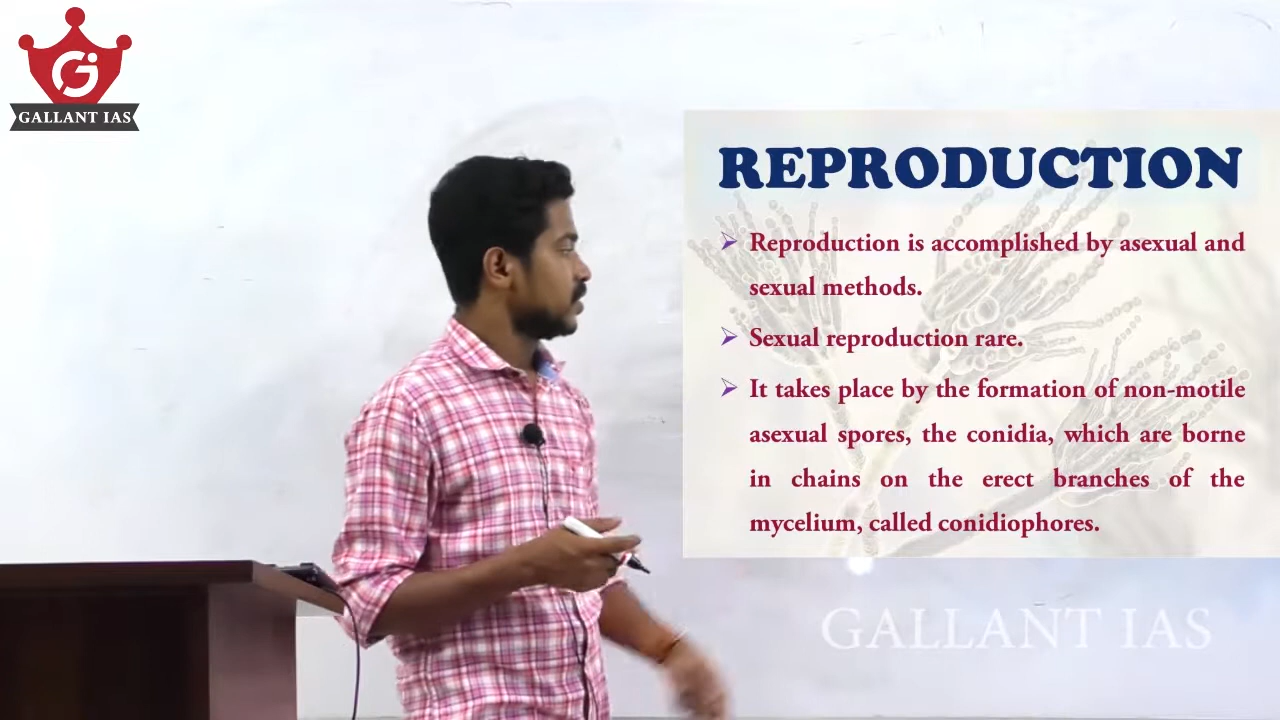 Gi
GALLANT IAS
REPRODUCTION
➢ Reproduction is accomplished by asexual and
sexual methods.
➢ Sexual reproduction rare.
➢ It takes place by the formation of non-motile
asexual spores, the conidia, which are borne
in chains on the erect branches of the
mycelium, called conidiophores.
GALLANT IAS